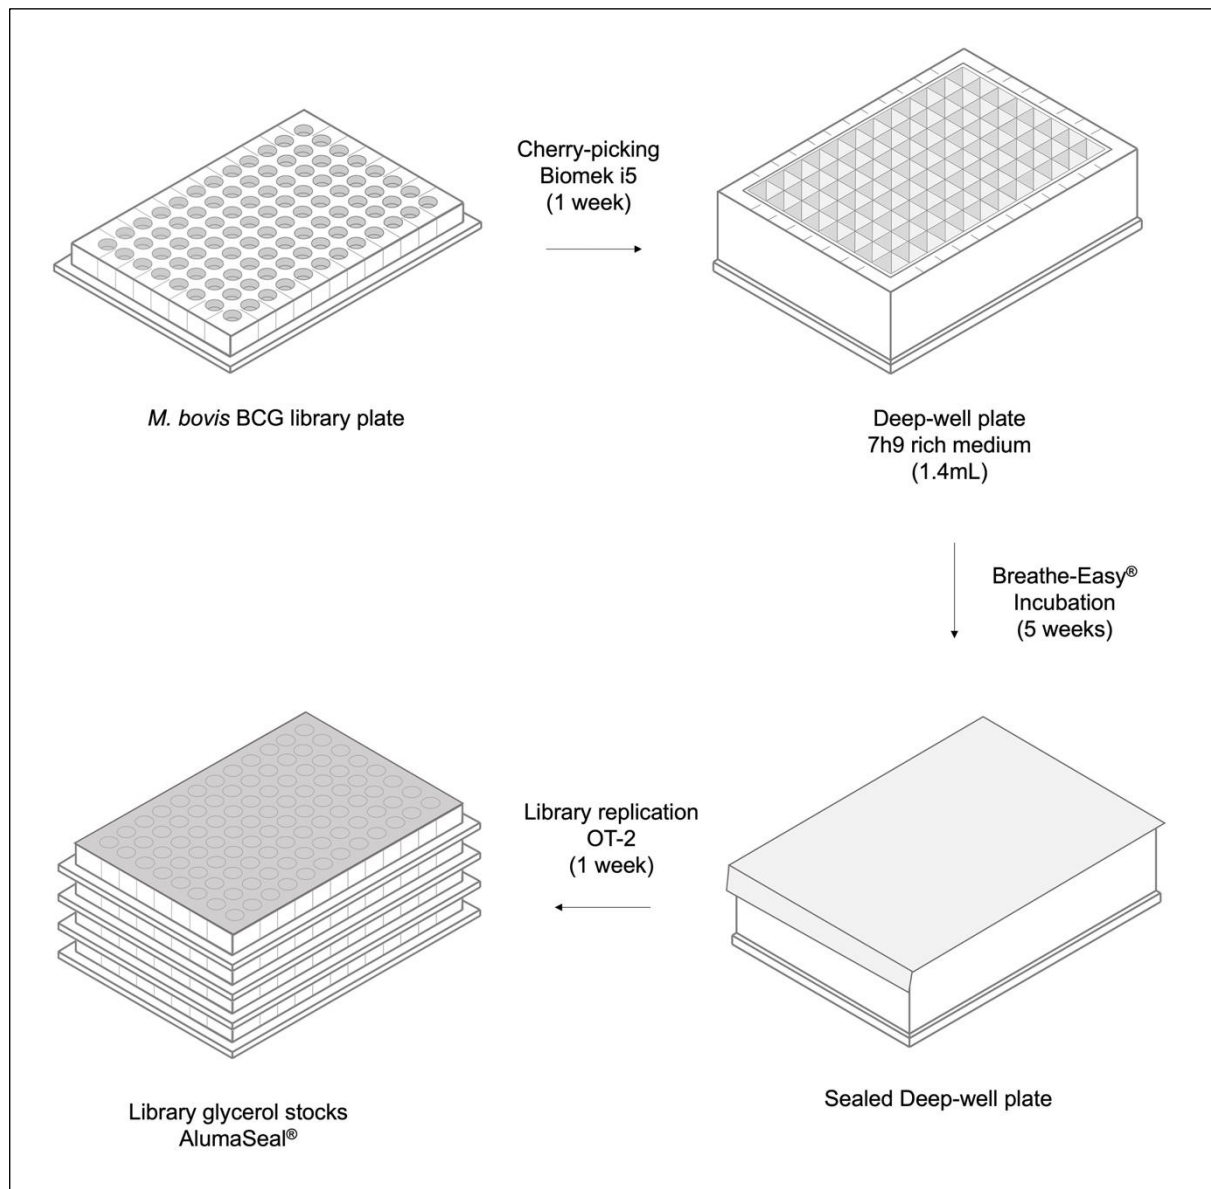 Cherry-picking
Biomek i5
(1 week)
M. bovis BCG library plate
Deep-well plate
7h9 rich medium
(1.4mL)
Breathe-Easy®
Incubation
(5 weeks)
Sealed Deep-well plate
Library replication
OT-2
(1 week)
Library glycerol stocks
AlumaSeal®